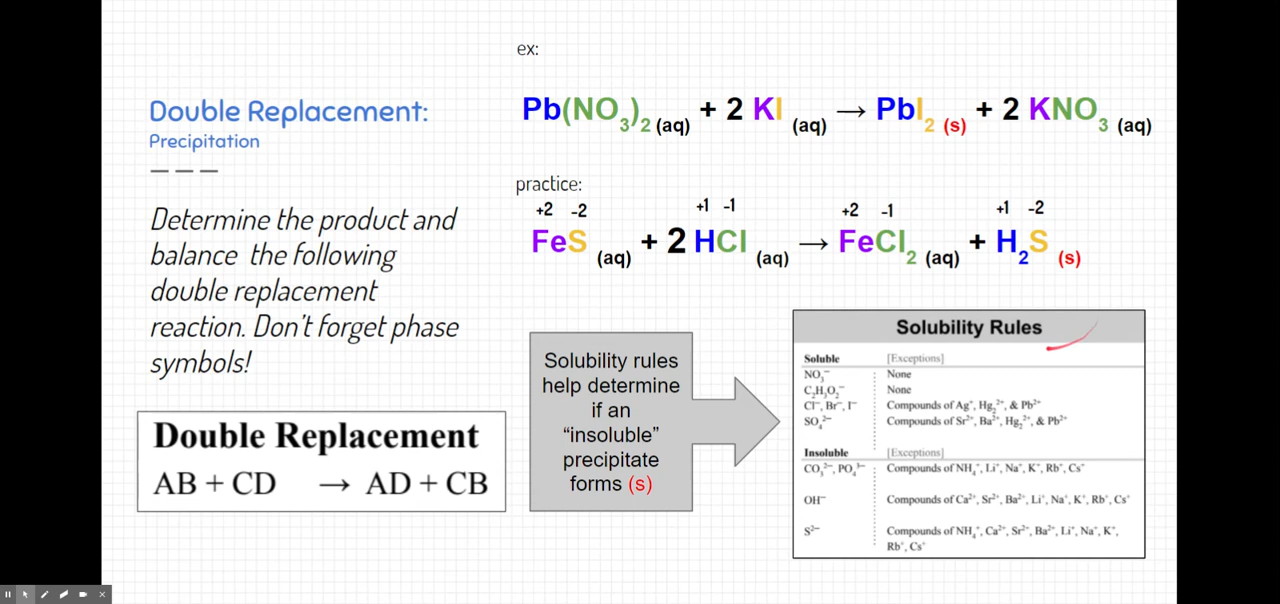 ex:
Double Replacement:
Precipitation
Pb(NO₃)₂ (aq) + 2 KI (aq) → PbI₂ (s) + 2 KNO₃ (aq)
practice:
+2 -2 +1 -1 +2 -1 +1 -2
FeS (aq) + 2 HCl (aq) → FeCl₂ (aq) + H₂S (s)
Determine the product and
balance the following
double replacement
reaction. Don't forget phase
symbols!
Double Replacement
AB + CD → AD + CB
Solubility rules
help determine
if an
“insoluble”
precipitate
forms (s)
Solubility Rules
Soluble [Exceptions]
NO₃⁻ None
C₂H₃O₂⁻ None
Cl⁻, Br⁻, I⁻ Compounds of Ag⁺, Hg₂²⁺, & Pb²⁺
SO₄²⁻ Compounds of Sr²⁺, Ba²⁺, Hg₂²⁺, & Pb²⁺
Insoluble [Exceptions]
CO₃²⁻, PO₄³⁻ Compounds of NH₄⁺, Li⁺, Na⁺, K⁺, Rb⁺, Cs⁺
OH⁻ Compounds of Ca²⁺, Sr²⁺, Ba²⁺, Li⁺, Na⁺, K⁺, Rb⁺, Cs⁺
S²⁻ Compounds of NH₄⁺, Ca²⁺, Sr²⁺, Ba²⁺, Li⁺, Na⁺, K⁺,
Rb⁺, Cs⁺